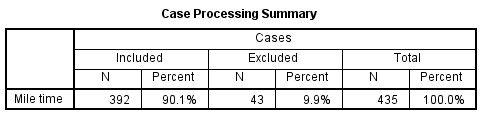 Case Processing Summary
Cases
Included Excluded Total
N Percent N Percent N Percent
Mile time 392 90.1% 43 9.9% 435 100.0%